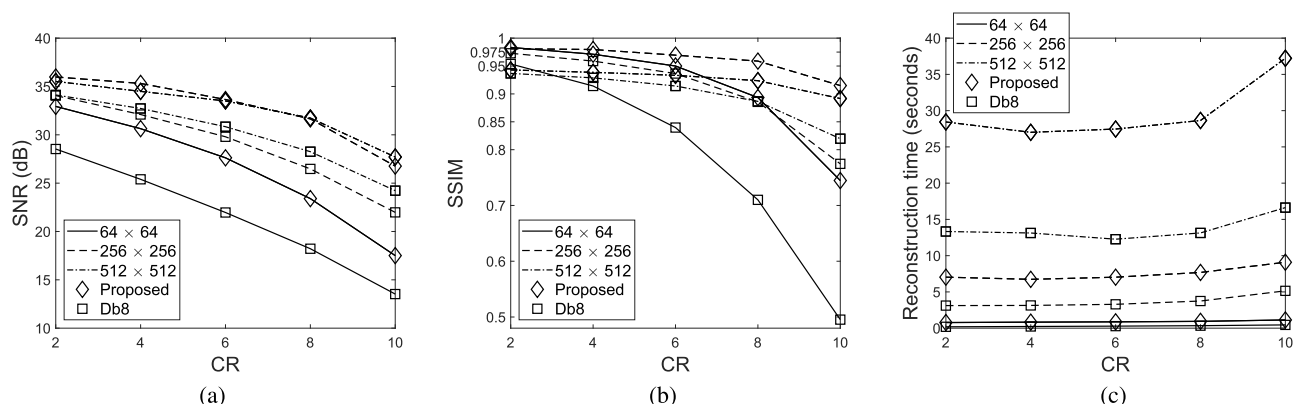 40
35
30
25
20
15
10
SNR (dB)
64 × 64
256 × 256
512 × 512
Proposed
Db8
2 4 6 8 10
CR
(a)
1
0.975
0.95
0.9
0.85
0.8
0.7
0.6
0.5
SSIM
64 × 64
256 × 256
512 × 512
Proposed
Db8
2 4 6 8 10
CR
(b)
64 × 64
256 × 256
512 × 512
Proposed
Db8
40
35
30
25
20
15
10
5
0
Reconstruction time (seconds)
2 4 6 8 10
CR
(c)